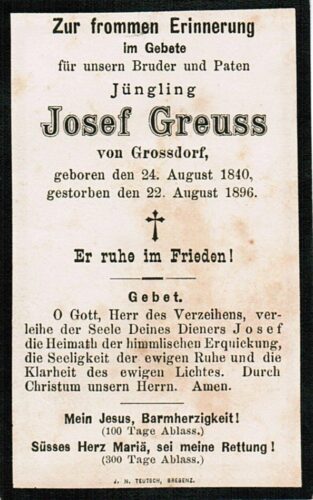 Zur frommen Erinnerung
im Gebete
für unsern Bruder und Paten
Jüngling
Josef Greuss
von Grossdorf,
geboren den 24. August 1840,
gestorben den 22. August 1896.
Er ruhe im Frieden!
Gebet.
O Gott, Herr des Verzeihens, ver-
leihe der Seele Deines Dieners Josef
die Heimath der himmlischen Erquickung,
die Seeligkeit der ewigen Ruhe und die
Klarheit des ewigen Lichtes. Durch
Christum unsern Herrn. Amen.
Mein Jesus, Barmherzigkeit!
(100 Tage Ablass.)
Süsses Herz Mariä, sei meine Rettung!
(300 Tage Ablass.)
J. N. TEUTSCH, BREGENZ.